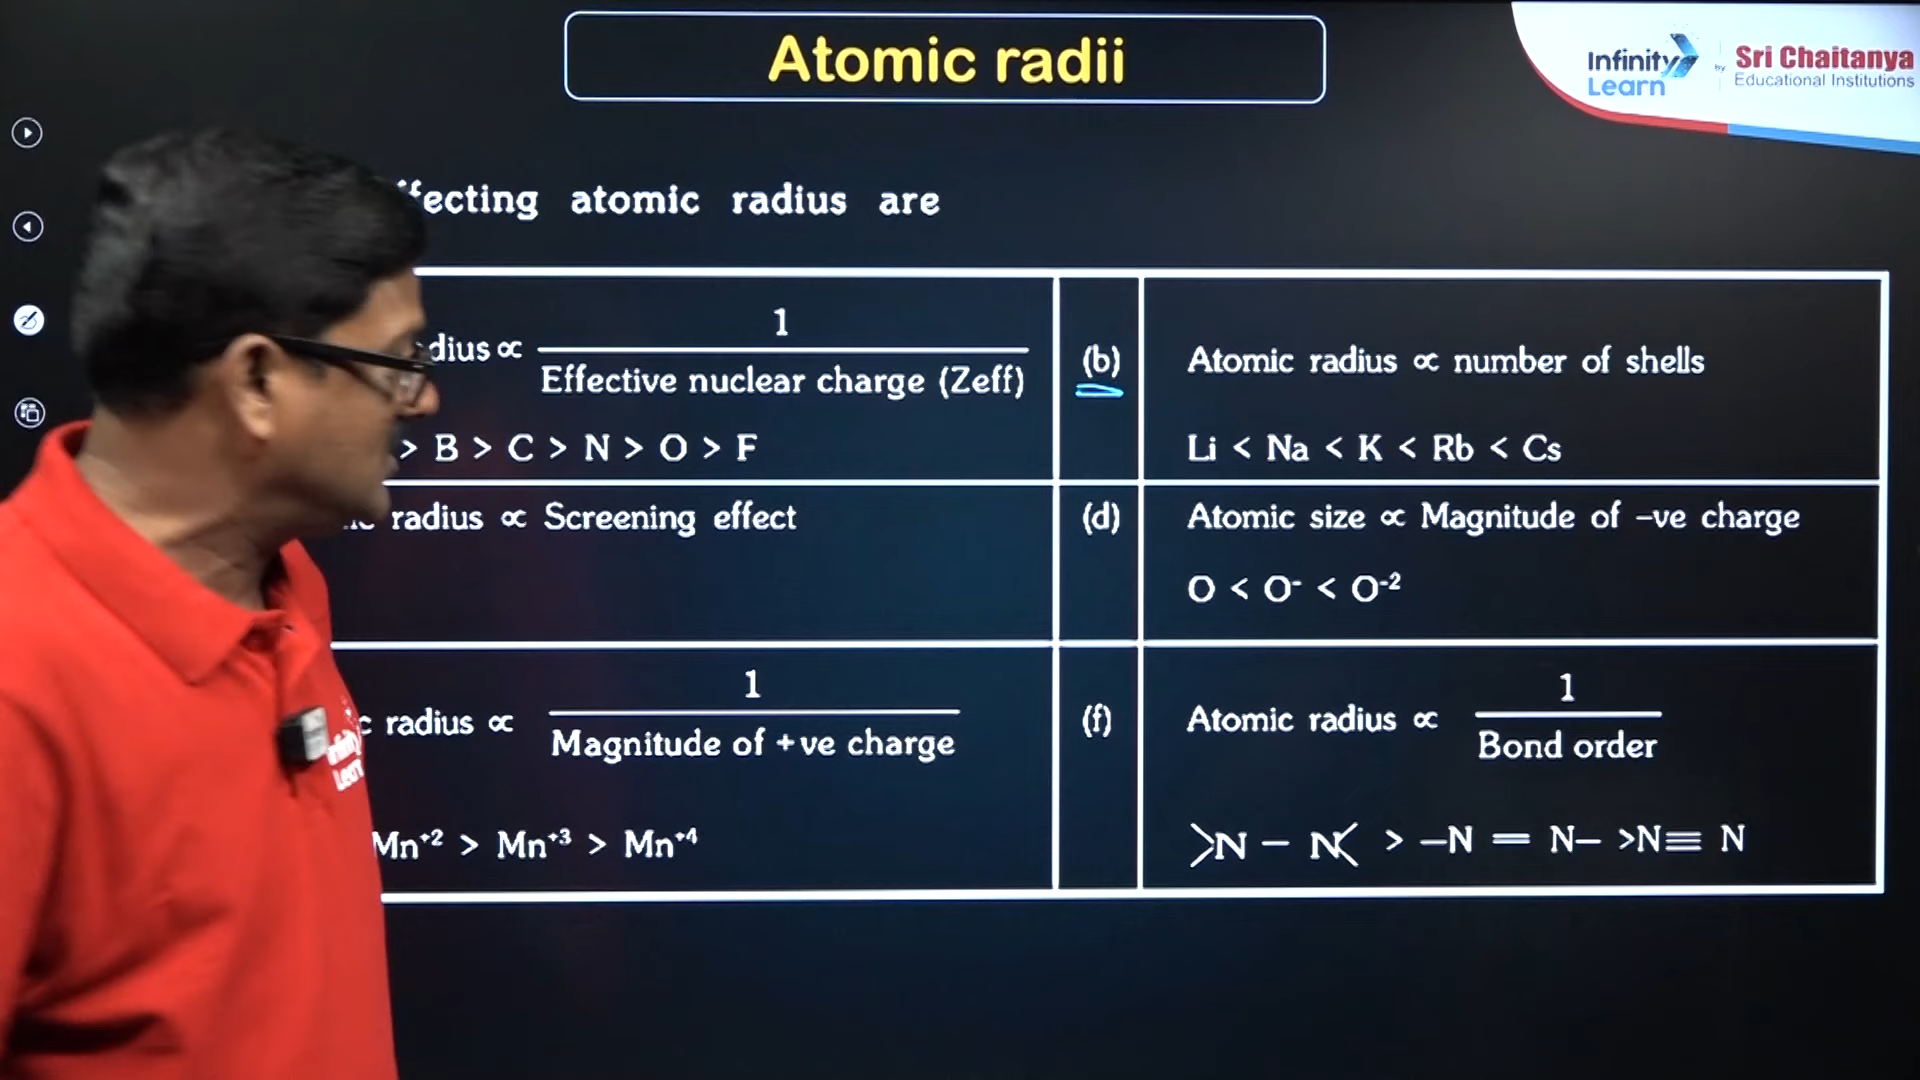 Atomic radii
Infinity Learn
by
Sri Chaitanya
Educational Institutions
ffecting atomic radius are
dius ∝ 1 / Effective nuclear charge (Zeff)
> B > C > N > O > F
(b)
Atomic radius ∝ number of shells
Li < Na < K < Rb < Cs
radius ∝ Screening effect
(d)
Atomic size ∝ Magnitude of –ve charge
O < O⁻ < O⁻²
c radius ∝ 1 / Magnitude of +ve charge
Mn⁺² > Mn⁺³ > Mn⁺⁴
(f)
Atomic radius ∝ 1 / Bond order
>N – N< > –N = N– >N≡ N